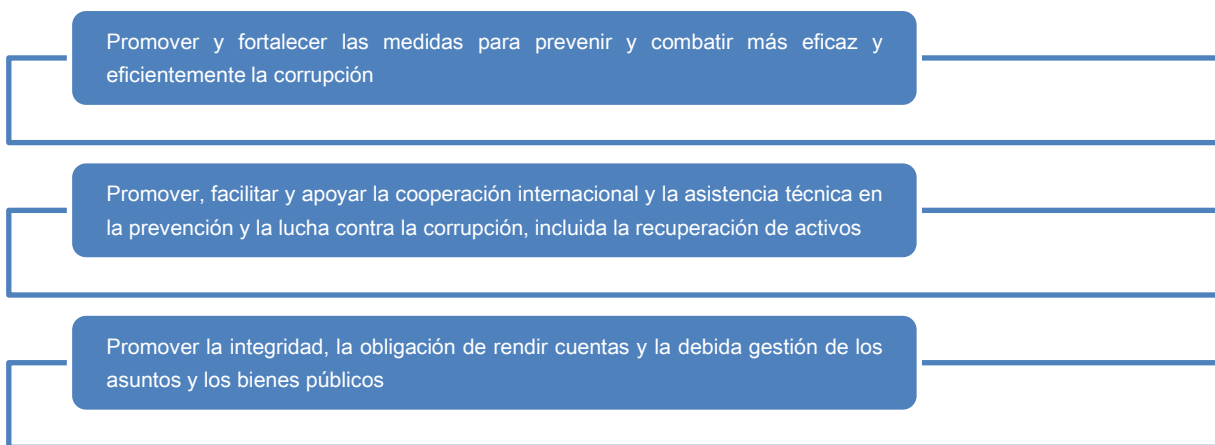 Promover y fortalecer las medidas para prevenir y combatir más eficaz y
eficientemente la corrupción
Promover, facilitar y apoyar la cooperación internacional y la asistencia técnica en
la prevención y la lucha contra la corrupción, incluida la recuperación de activos
Promover la integridad, la obligación de rendir cuentas y la debida gestión de los
asuntos y los bienes públicos